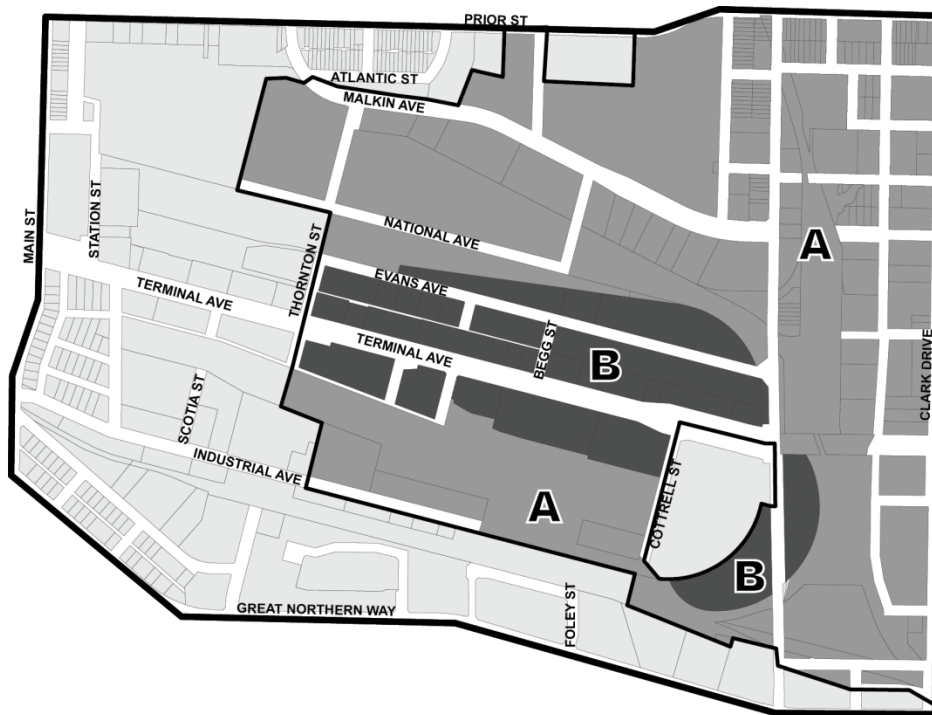 PRIOR ST
ATLANTIC ST
MALKIN AVE
MAIN ST
STATION ST
THORNTON ST
NATIONAL AVE
A
EVANS AVE
TERMINAL AVE
TERMINAL AVE
BEGG ST
B
CLARK DRIVE
SCOTIA ST
INDUSTRIAL AVE
A
COTTRELL ST
B
GREAT NORTHERN WAY
FOLEY ST